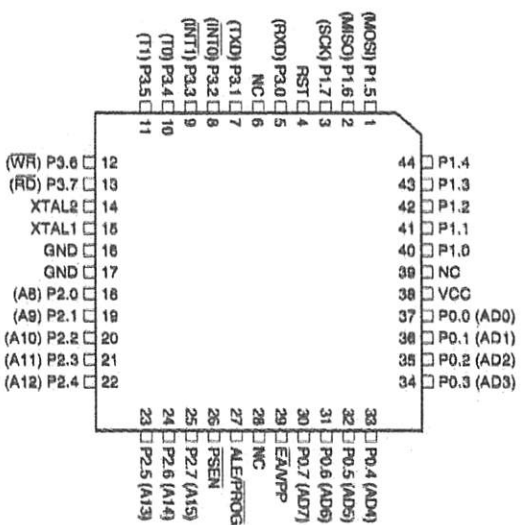 (T1) P3.5
(T0) P3.4
(INT1) P3.3
(INT0) P3.2
(TXD) P3.1
NC
(RXD) P3.0
RST
(SCK) P1.7
(MISO) P1.6
(MOSI) P1.5
11
10
9
8
7
6
5
4
3
2
1
(WR) P3.6 12
(RD) P3.7 13
XTAL2 14
XTAL1 15
GND 16
GND 17
(A8) P2.0 18
(A9) P2.1 19
(A10) P2.2 20
(A11) P2.3 21
(A12) P2.4 22
44 P1.4
43 P1.3
42 P1.2
41 P1.1
40 P1.0
39 NC
38 VCC
37 P0.0 (AD0)
36 P0.1 (AD1)
35 P0.2 (AD2)
34 P0.3 (AD3)
23
24
25
26
27
28
29
30
31
32
33
P2.5 (A13)
P2.6 (A14)
P2.7 (A15)
PSEN
ALE/PROG
NC
EA/VPP
P0.7 (AD7)
P0.6 (AD6)
P0.5 (AD5)
P0.4 (AD4)